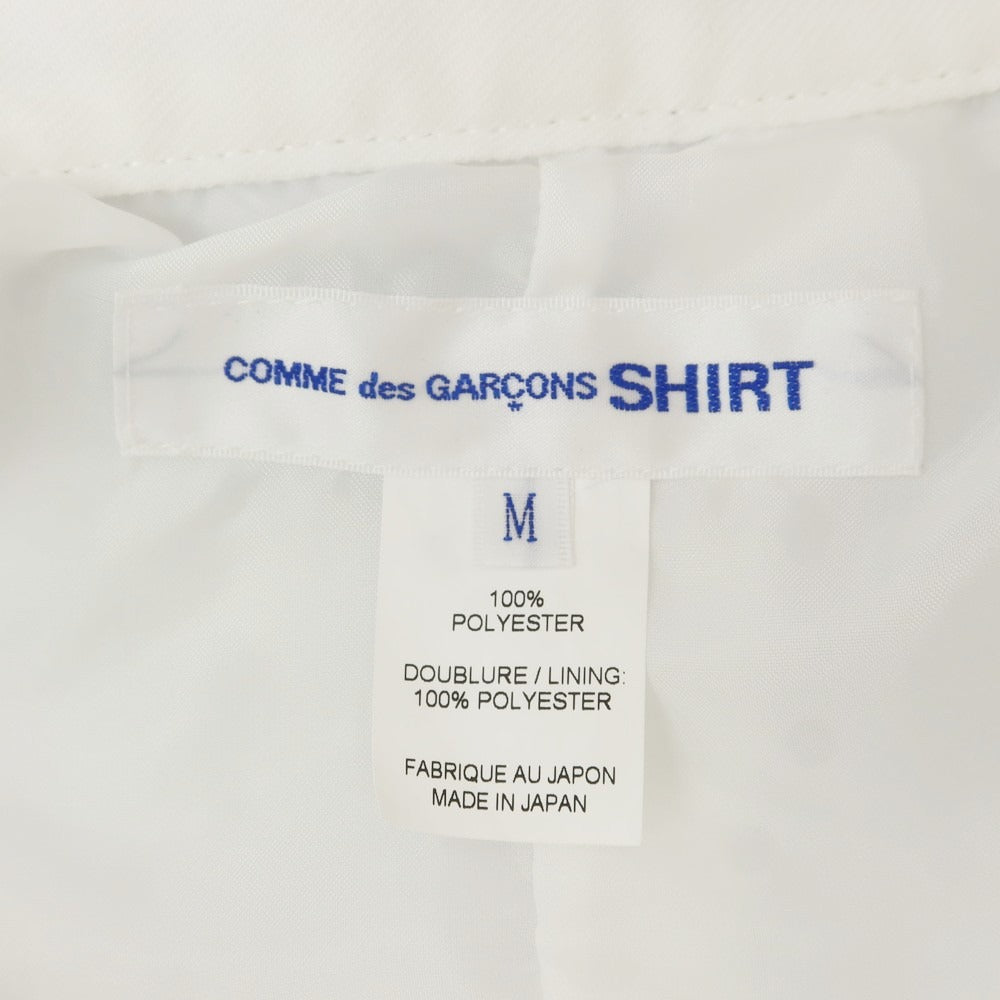 COMME des GARÇONS SHIRT
M
100%
POLYESTER
DOUBLURE / LINING:
100% POLYESTER
FABRIQUE AU JAPON
MADE IN JAPAN